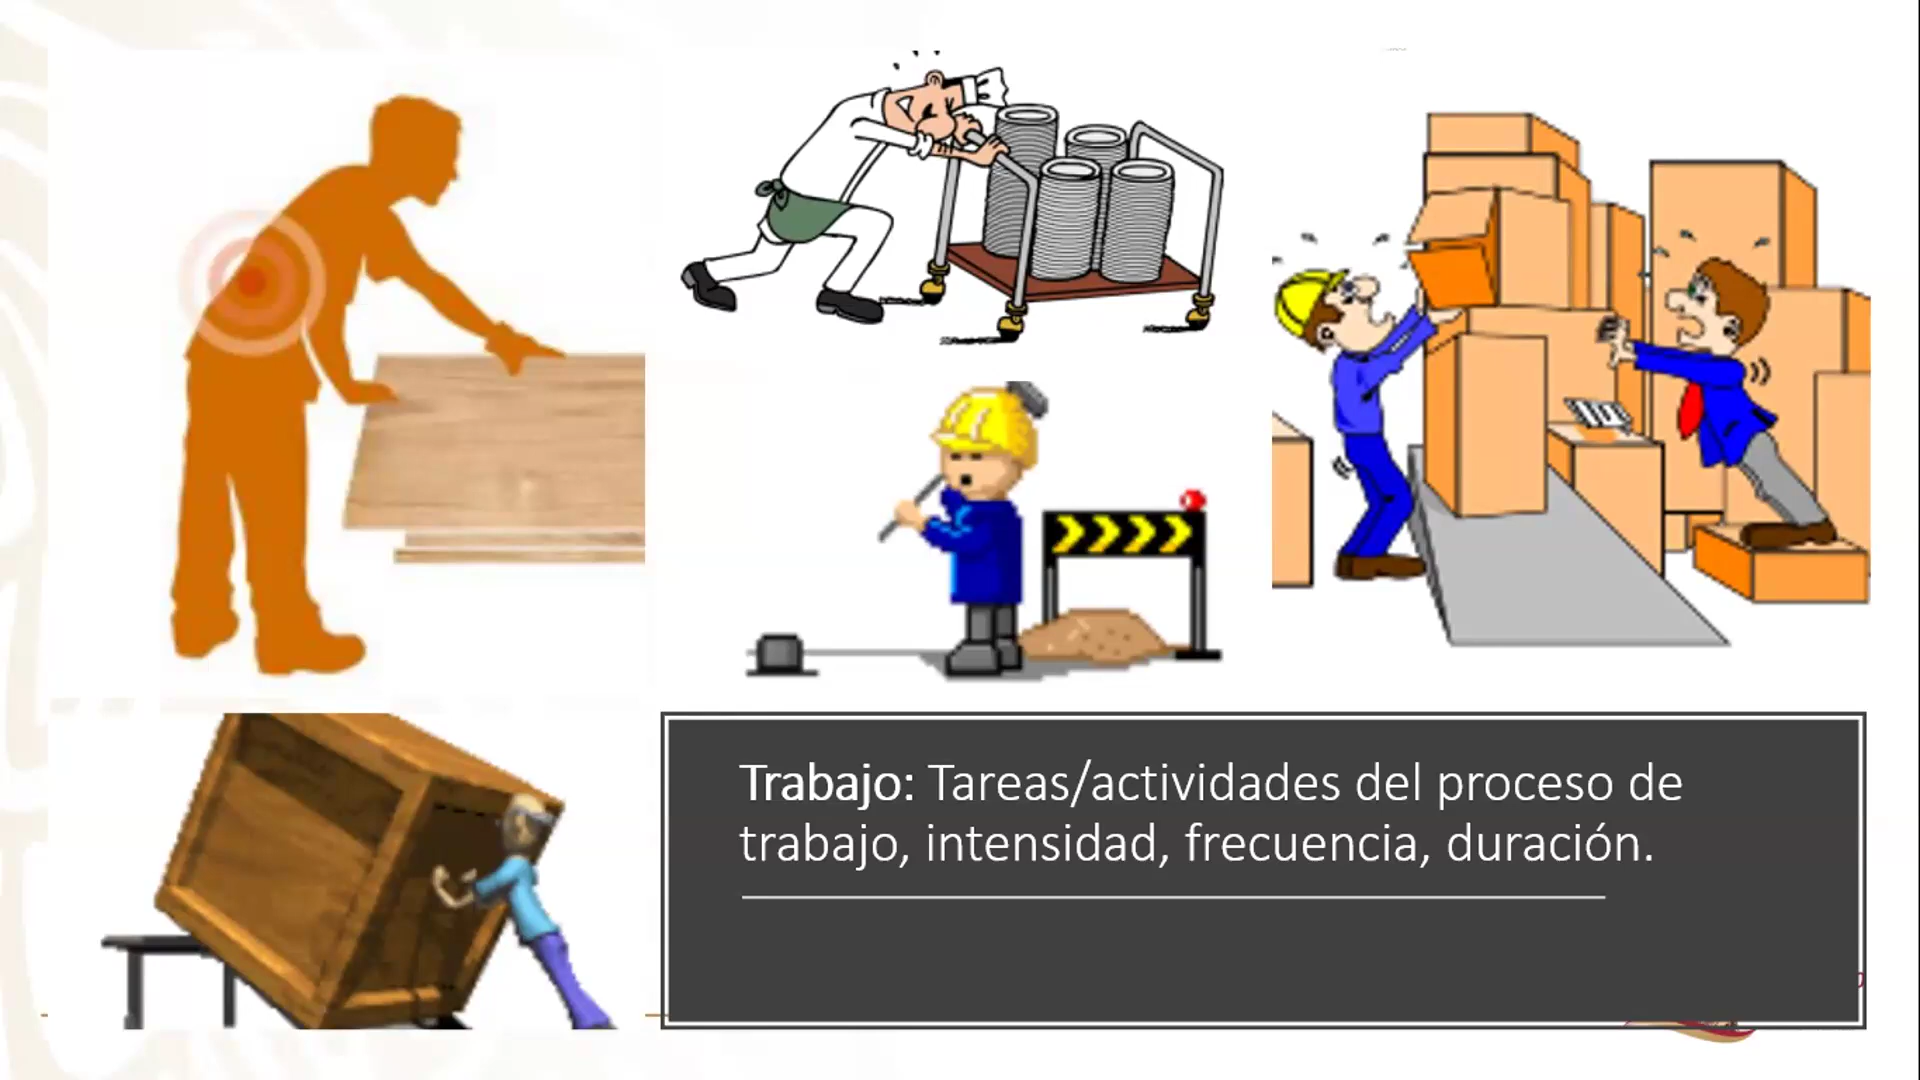 Trabajo: Tareas/actividades del proceso de
trabajo, intensidad, frecuencia, duración.